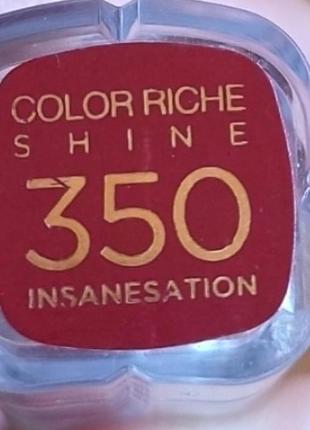 COLOR RICHE
SHINE
350
INSANESATION